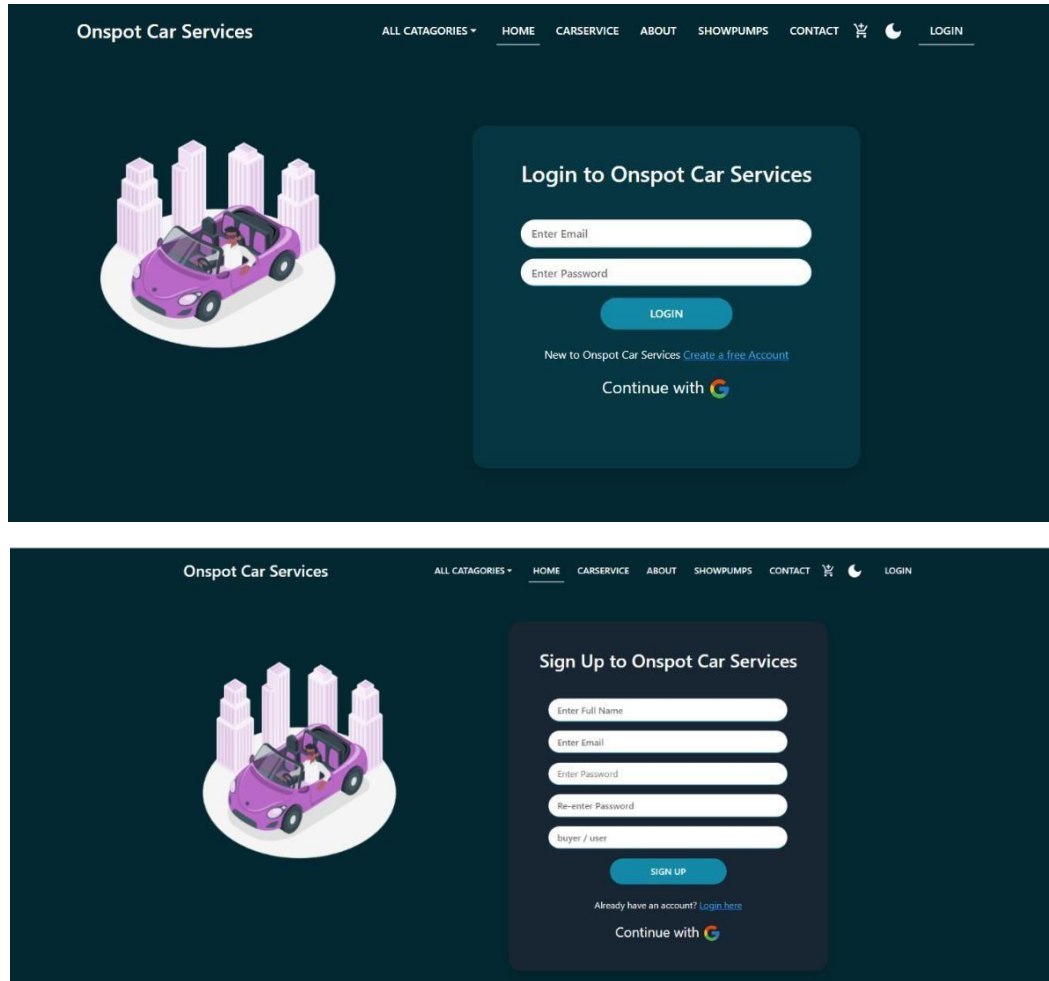 Onspot Car Services ALL CATAGORIES HOME CARSERVICE ABOUT SHOWPUMPS CONTACT LOGIN
Login to Onspot Car Services
Enter Email
Enter Password
LOGIN
New to Onspot Car Services Create a free Account
Continue with
Onspot Car Services ALL CATAGORIES HOME CARSERVICE ABOUT SHOWPUMPS CONTACT LOGIN
Sign Up to Onspot Car Services
Enter Full Name
Enter Email
Enter Password
Re-enter Password
buyer / user
SIGN UP
Already have an account? Login here
Continue with